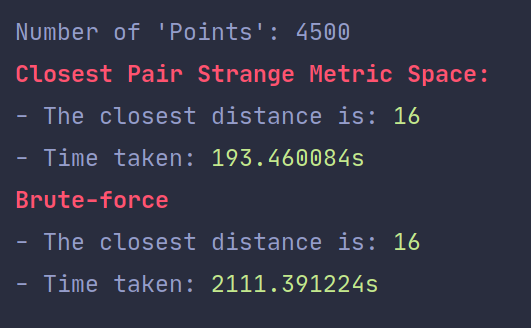 Number of 'Points': 4500
Closest Pair Strange Metric Space:
- The closest distance is: 16
- Time taken: 193.460084s
Brute-force
- The closest distance is: 16
- Time taken: 2111.391224s